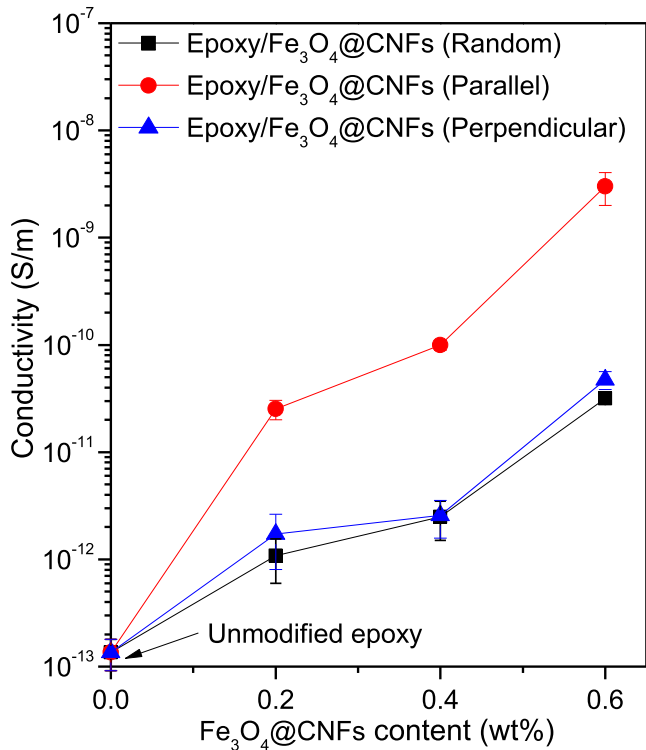 Epoxy/Fe₃O₄@CNFs (Random)
Epoxy/Fe₃O₄@CNFs (Parallel)
Epoxy/Fe₃O₄@CNFs (Perpendicular)
10⁻⁷
10⁻⁸
10⁻⁹
10⁻¹⁰
10⁻¹¹
10⁻¹²
10⁻¹³
Conductivity (S/m)
Unmodified epoxy
0.0 0.2 0.4 0.6
Fe₃O₄@CNFs content (wt%)